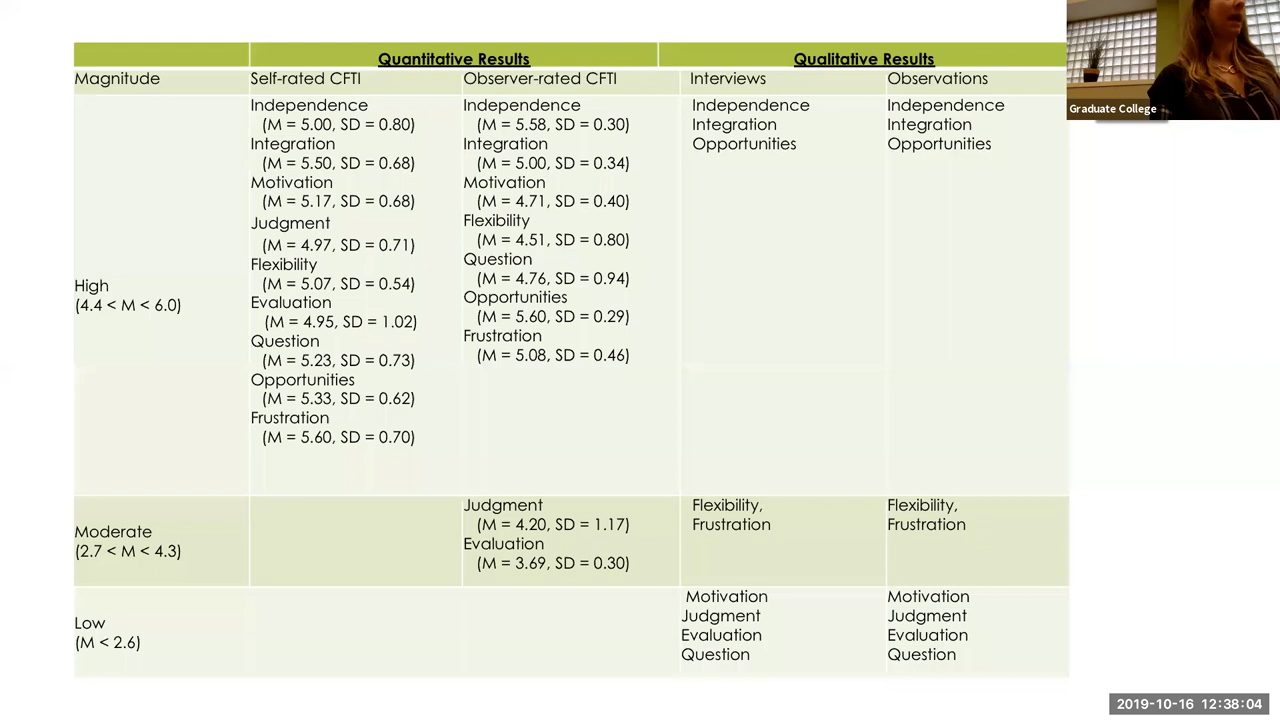 Quantitative Results
Qualitative Results
Magnitude
Self-rated CFTI
Observer-rated CFTI
Interviews
Observations
High
(4.4 < M < 6.0)
Independence
(M = 5.00, SD = 0.80)
Integration
(M = 5.50, SD = 0.68)
Motivation
(M = 5.17, SD = 0.68)
Judgment
(M = 4.97, SD = 0.71)
Flexibility
(M = 5.07, SD = 0.54)
Evaluation
(M = 4.95, SD = 1.02)
Question
(M = 5.23, SD = 0.73)
Opportunities
(M = 5.33, SD = 0.62)
Frustration
(M = 5.60, SD = 0.70)
Independence
(M = 5.58, SD = 0.30)
Integration
(M = 5.00, SD = 0.34)
Motivation
(M = 4.71, SD = 0.40)
Flexibility
(M = 4.51, SD = 0.80)
Question
(M = 4.76, SD = 0.94)
Opportunities
(M = 5.60, SD = 0.29)
Frustration
(M = 5.08, SD = 0.46)
Independence
Integration
Opportunities
Independence
Integration
Opportunities
Moderate
(2.7 < M < 4.3)
Judgment
(M = 4.20, SD = 1.17)
Evaluation
(M = 3.69, SD = 0.30)
Flexibility,
Frustration
Flexibility,
Frustration
Low
(M < 2.6)
Motivation
Judgment
Evaluation
Question
Motivation
Judgment
Evaluation
Question
Graduate College
2019-10-16 12:38:04